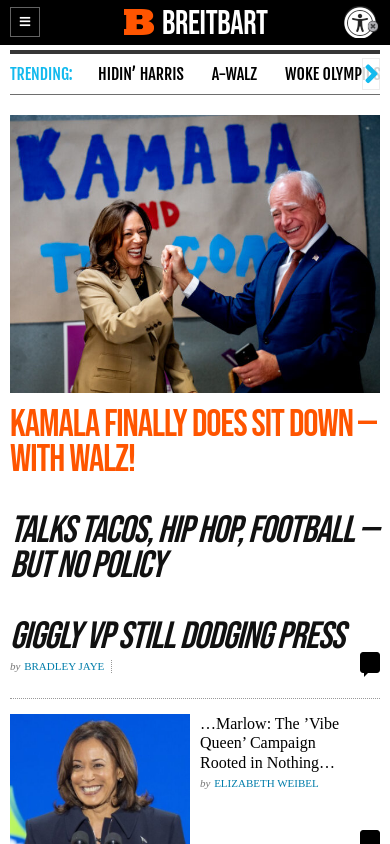 BREITBART
TRENDING:
HIDIN’ HARRIS
A-WALZ
WOKE OLYMP
KAMALA
AND
T
COM
KAMALA FINALLY DOES SIT DOWN —
WITH WALZ!
TALKS TACOS, HIP HOP, FOOTBALL —
BUT NO POLICY
GIGGLY VP STILL DODGING PRESS
by BRADLEY JAYE
…Marlow: The ’Vibe
Queen’ Campaign
Rooted in Nothing…
by ELIZABETH WEIBEL